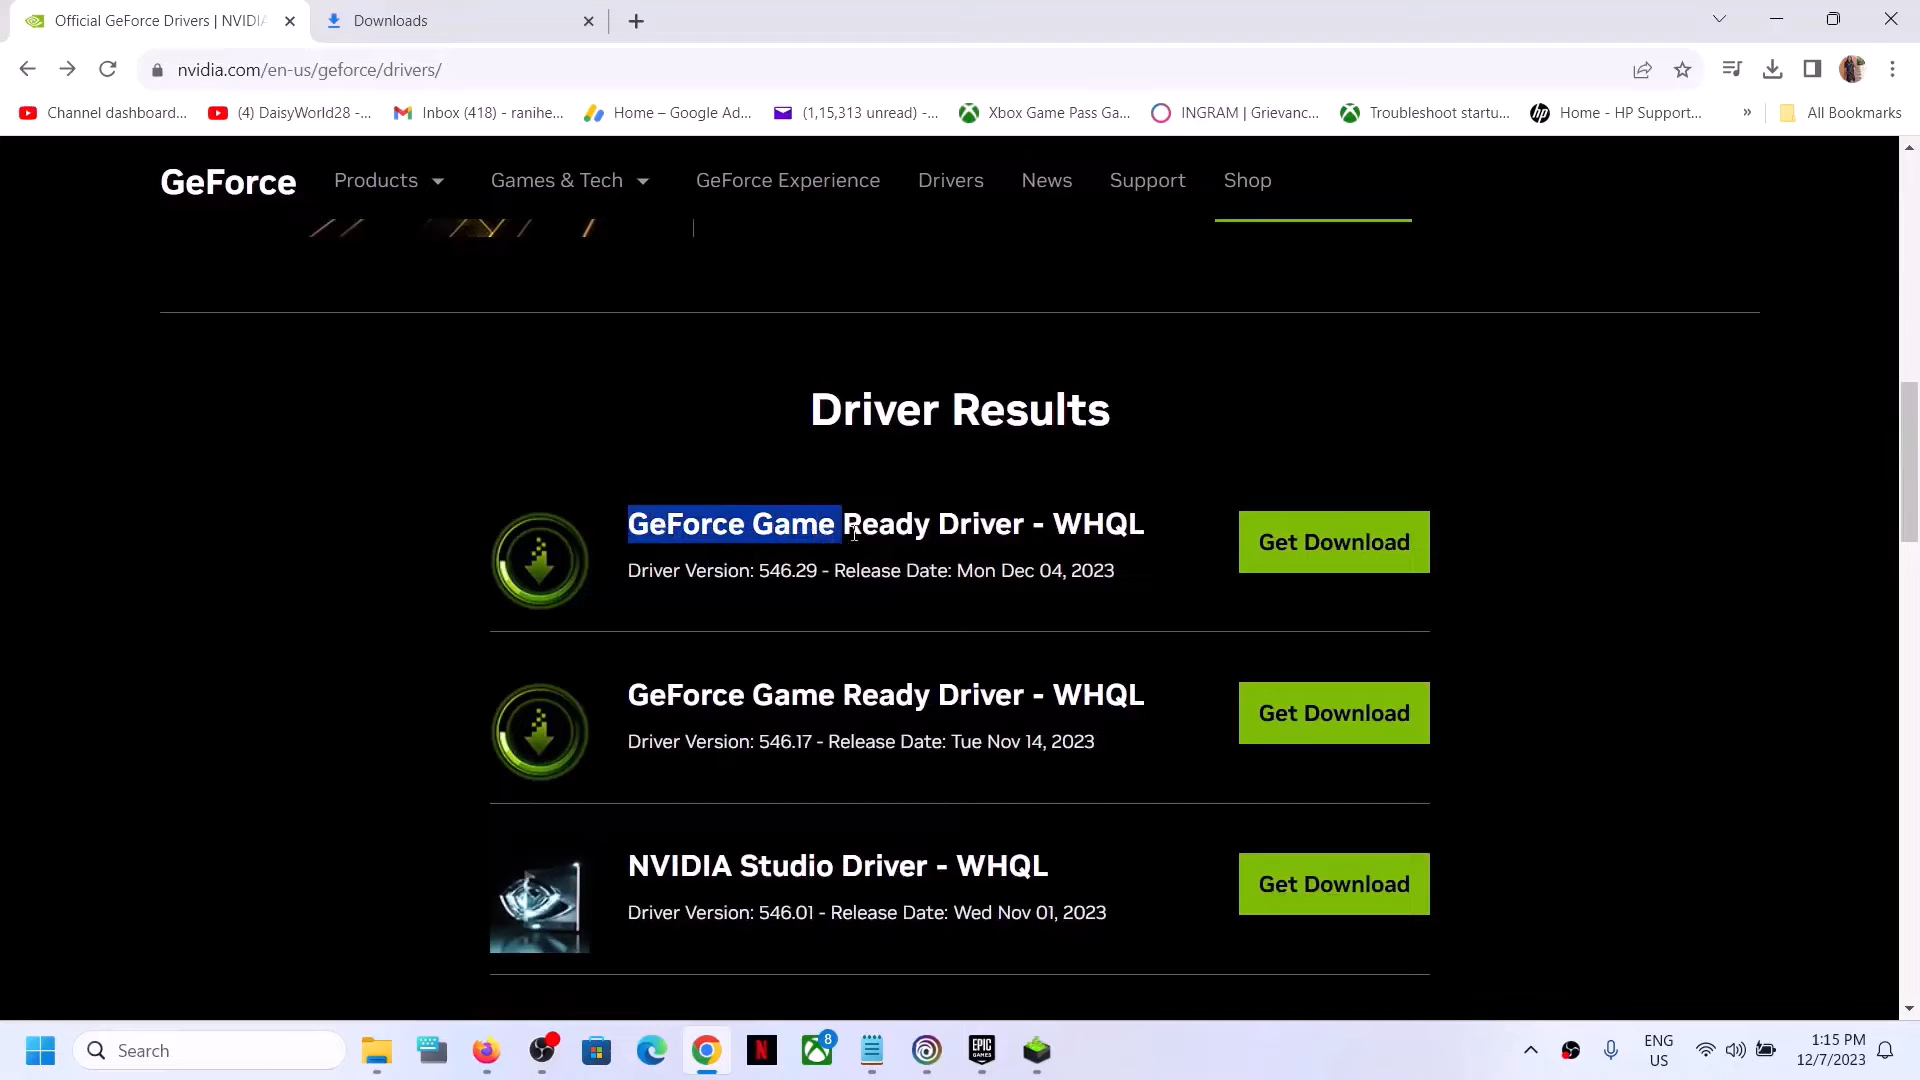 Official GeForce Drivers | NVIDIA
Downloads
nvidia.com/en-us/geforce/drivers/
Channel dashboard...
(4) DaisyWorld28 -...
Inbox (418) - ranihe...
Home – Google Ad...
(1,15,313 unread) -...
Xbox Game Pass Ga...
INGRAM | Grievanc...
Troubleshoot startu...
Home - HP Support...
»
All Bookmarks
GeForce
Products
Games & Tech
GeForce Experience
Drivers
News
Support
Shop
Driver Results
GeForce Game Ready Driver - WHQL
Driver Version: 546.29 - Release Date: Mon Dec 04, 2023
Get Download
GeForce Game Ready Driver - WHQL
Driver Version: 546.17 - Release Date: Tue Nov 14, 2023
Get Download
NVIDIA Studio Driver - WHQL
Driver Version: 546.01 - Release Date: Wed Nov 01, 2023
Get Download
Search
N
8
EPIC
GAMES
ENG
US
1:15 PM
12/7/2023